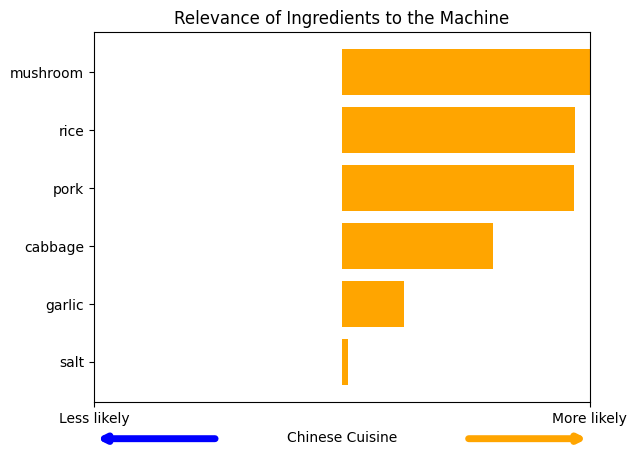 Relevance of Ingredients to the Machine
mushroom
rice
pork
cabbage
garlic
salt
Less likely
More likely
Chinese Cuisine